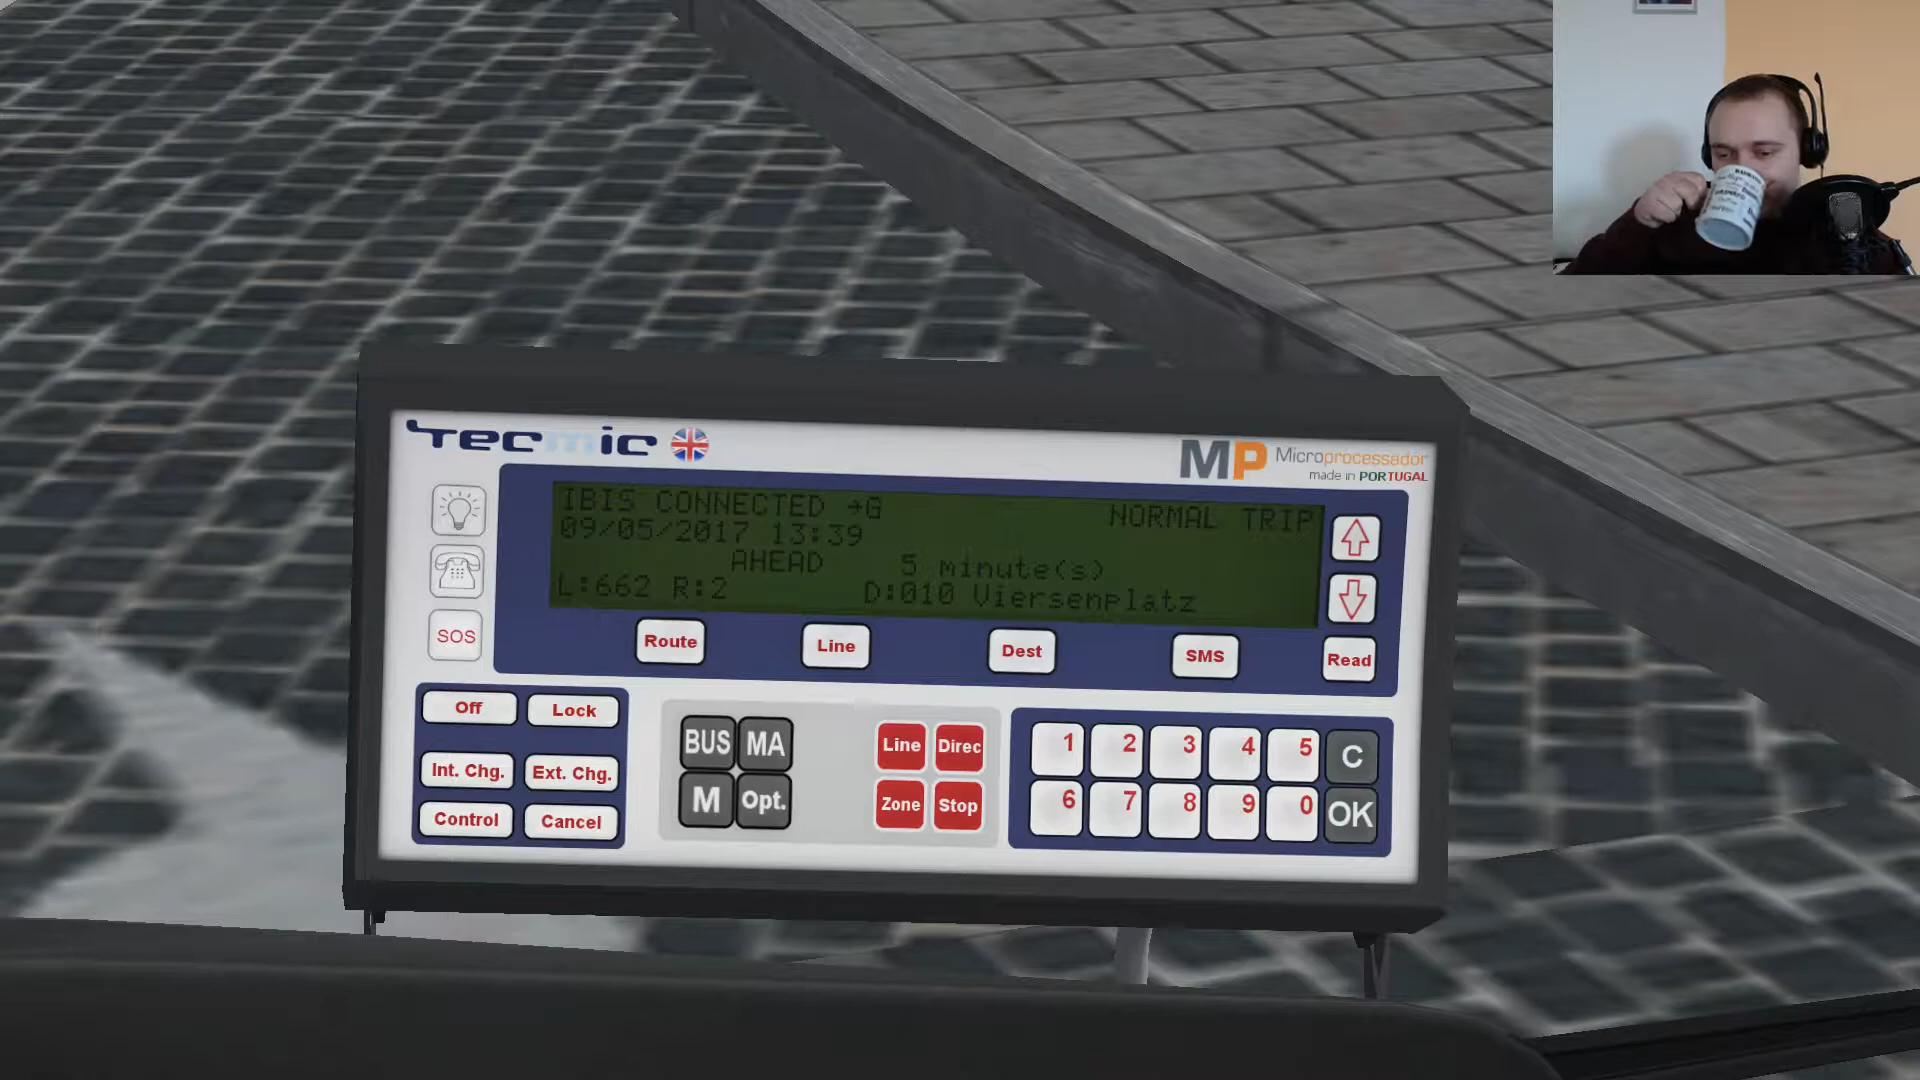 tecmic
MP Microprocessador
made in PORTUGAL
IBIS CONNECTED →G NORMAL TRIP
09/05/2017 13:39
AHEAD 5 minute(s)
L:662 R:2 D:010 Viersenplatz
SOS
Route Line Dest SMS Read
Off Lock
Int. Chg. Ext. Chg.
Control Cancel
BUS MA
M Opt.
Line Direc
Zone Stop
1 2 3 4 5 C
6 7 8 9 0 OK